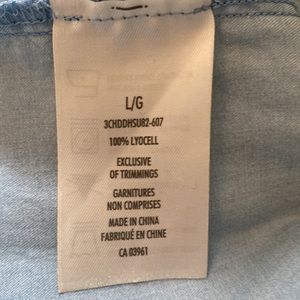 L/G
3CHDDHSU82-607
100% LYOCELL
EXCLUSIVE
OF TRIMMINGS
GARNITURES
NON COMPRISES
MADE IN CHINA
FABRIQUÉ EN CHINE
CA 03961